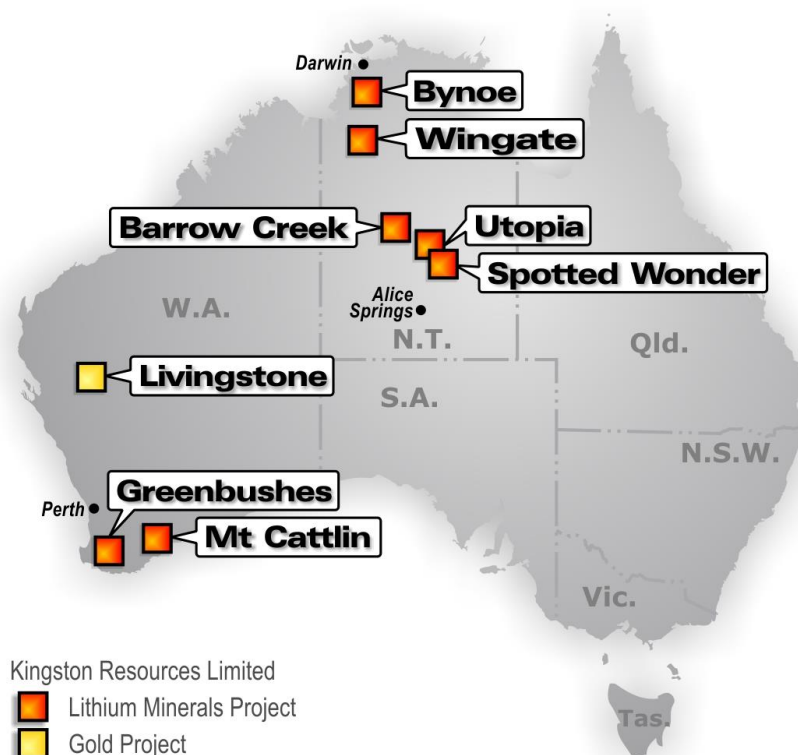 Darwin
Bynoe
Wingate
Barrow Creek
Utopia
Spotted Wonder
Alice
Springs
W.A.
N.T.
Qld.
Livingstone
S.A.
N.S.W.
Greenbushes
Perth
Mt Cattlin
Vic.
Kingston Resources Limited
Lithium Minerals Project
Tas.
Gold Project